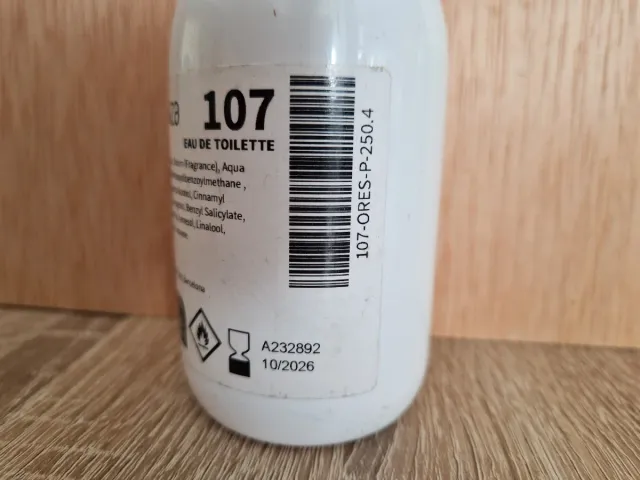 107
EAU DE TOILETTE
(Fragrance), Aqua
Cinnamyl
Benzyl Salicylate,
Linalool,
107-ORES-P-250.4
A232892
10/2026